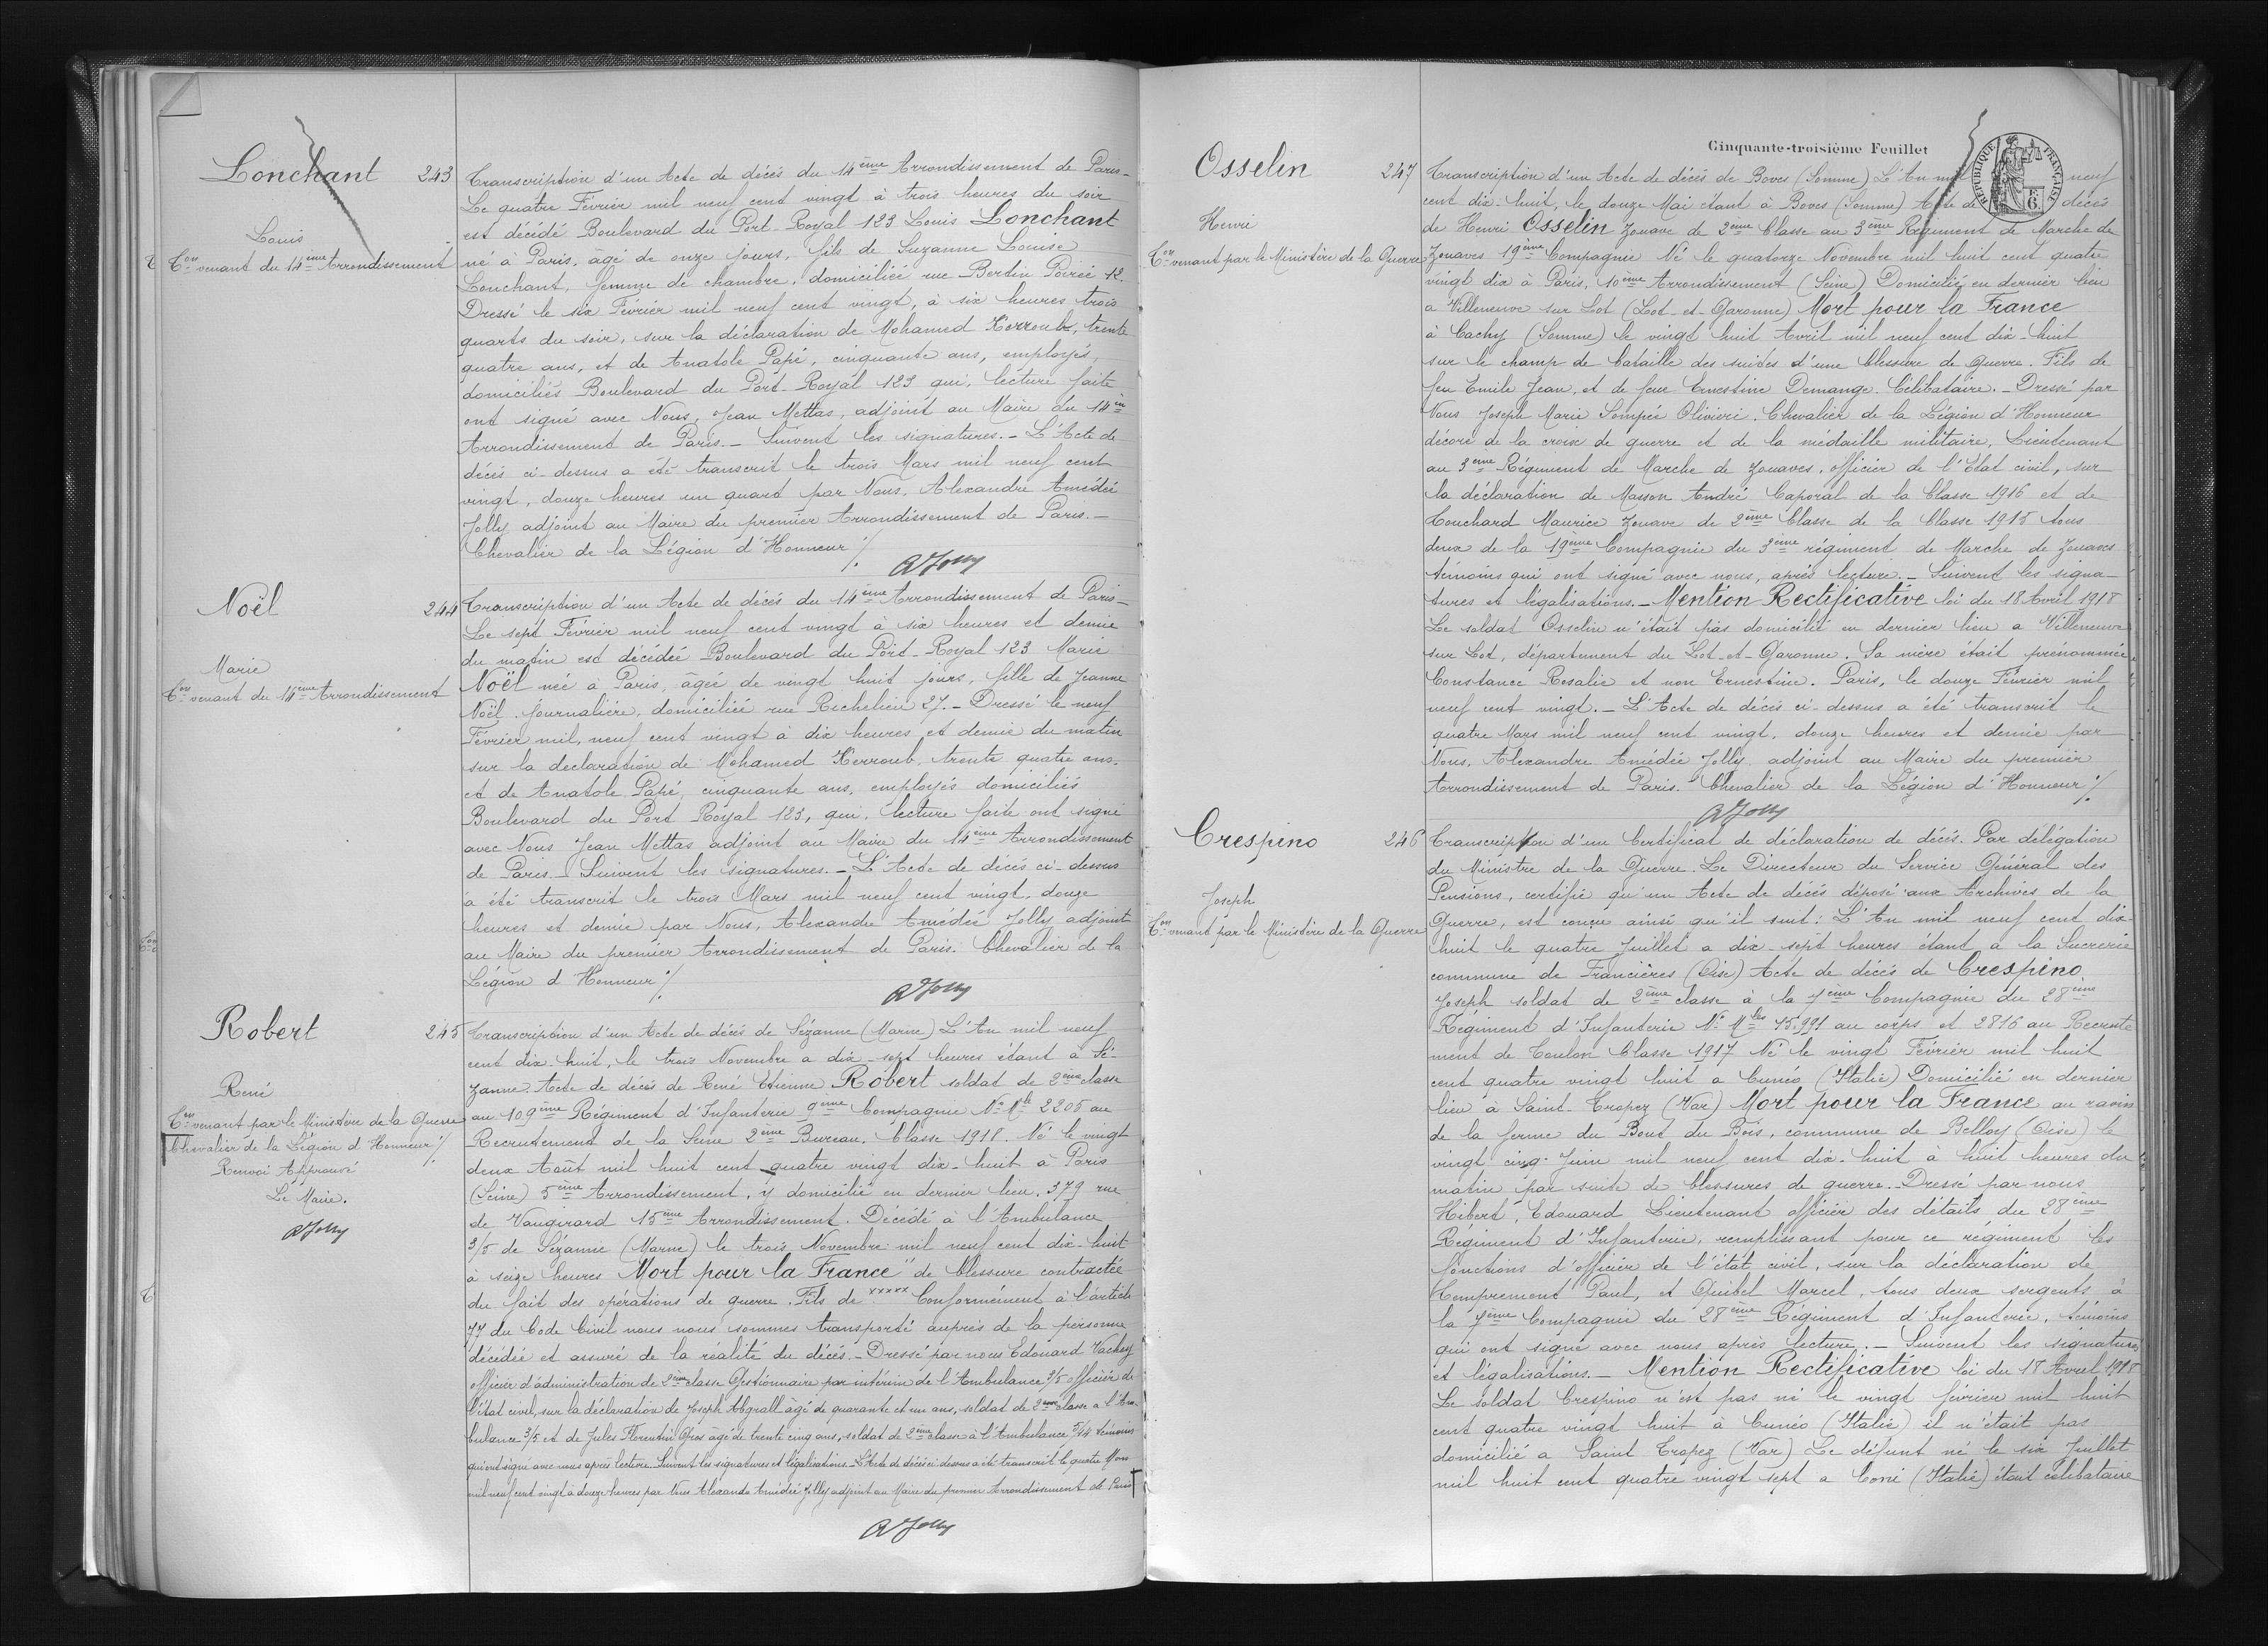 Lonchant 243
Louis
Con venant du 14ème Arrondissement
Transcription d'un Acte de décès du 14ème Arrondissement de Paris-
Le quatre Février mil neuf cent vingt à trois heures du soir
est décédé Boulevard du Port-Royal 123 Louis Lonchant
né à Paris, âgé de onze jours, fils de Suzanne Louise
Lonchant, femme de chambre, domiciliée rue Bertin Poirée 12.
Dressé le six Février mil neuf cent vingt, à six heures trois
quarts du soir, sur la déclaration de Mohamed Kerroub, trente
quatre ans, et de Anatole Papé, cinquante ans, employés,
domiciliés Boulevard du Port-Royal 123 qui, lecture faite
ont signé avec Nous, Jean Mettas, adjoint au Maire du 14èm
Arrondissement de Paris.- Suivent les signatures.- L'Acte de
décès ci-dessus a été transcrit le trois Mars mil neuf cent
vingt, douze heures un quart par Nous, Alexandre Amédée
Jolly adjoint au Maire du premier Arrondissement de Paris.-
Chevalier de la Légion d'Honneur ./.
AJolly
Noël 244
Marie
Con venant du 14ème Arrondissement
Transcription d'un Acte de décès du 14ème Arrondissement de Paris-
Le sept Février mil neuf cent vingt à six heures et demie
du matin est décédée Boulevard du Port-Royal 123 Marie
Noël née à Paris, âgée de vingt huit jours, fille de Jeanne
Noël, journalière, domiciliée rue Richelieu 27.- Dressé le neuf
Février mil, neuf cent vingt à dix heures et demie du matin
sur la déclaration de Mohamed Kerroub, trente quatre ans.
et de Anatole Papé, cinquante ans, employés domiciliés
Boulevard du Port Royal 123, qui, lecture faite ont signé
avec Nous Jean Mettas adjoint au Maire du 14ème Arrondissement
de Paris.- Suivent les signatures.- L'Acte de décès ci-dessus
à été transcrit le trois Mars mil neuf cent vingt, douze
heures et demie par Nous, Alexandre Amédée Jolly adjoint
au Maire du premier Arrondissement de Paris. Chevalier de la
Légion d'Honneur ./.
AJolly
Robert 245
René
Con venant par le Ministère de la Guerre
Chevalier de la Légion d'Honneur ./.
Renvoi Approuvé
Le Maire.
AJolly
Transcription d'un Acte de décès de Sézanne (Marne) L'An mil neuf
cent dix huit, le trois Novembre a dix-sept heures étant à Sé-
zanne. Acte de décès de René Etienne Robert soldat de 2ème classe
au 109ème Régiment d'Infanterie 9ème Compagnie No Mle 2205 au
Recrutement de la Seine 2ème Bureau. Classe 1918. Né le vingt
deux Août mil huit cent quatre vingt dix-huit à Paris
(Seine) 5ème Arrondissement, y domicilié en dernier lieu, 379 rue
de Vaugirard 15ème Arrondissement. Décédé à l'Ambulance
3/5 de Sézanne (Marne) le trois Novembre mil neuf cent dix-huit
à seize heures Mort pour la France" de blessure contractée
du fait des opérations de guerre. Fils de xxxxx Conformément à l'article
77 du Code Civil nous nous sommes transporté auprès de la personne
décédée et assuré de la réalité du décès.- Dressé par nous Edouard Vachey
officier d'administration de 2ème classe Gestionnaire par intérim de l'Ambulance 3/5 officier de
l'état civil, sur la déclaration de Joseph Abgrall âgé de quarante et un ans, soldat de 2ème classe a l'Am-
bulance 3/5 et de Jules Florentin Gros agé de trente cinq ans, soldat de 2ème classe à l'Ambulance 5/14 témoins
qui ont signé avec nous après lecture. Suivent les signatures et légalisations.- L'Acte de décès ci-dessus a été transcrit le quatre Mars
mil neuf cent vingt à douze heures par Nous Alexandre Amédée Jolly adjoint au Maire du premier Arrondissement de Paris
AJolly
Cinquante-troisième Feuillet
RÉPUBLIQUE FRANÇAISE
6.
Osselin 247
Henri
Con venant par le Ministère de la Guerre
Transcription d'un Acte de décès de Boves (Somme) L'An mil neuf
cent dix-huit, le douze Mai étant à Boves (Somme) Acte de décès
de Henri Osselin Zouave de 2ème Classe au 3ème Régiment de Marche de
Zouaves 19ème Compagnie Né le quatorze Novembre mil huit cent quatre
vingt dix à Paris, 10ème Arrondissement (Seine) Domicilié en dernier lieu
a Villeneuve sur Lot (Lot-et-Garonne) Mort pour la France
à Cachy (Somme) le vingt huit Avril mil neuf cent dix-huit
sur le champ de bataille des suites d'une blessure de Guerre. Fils de
feu Emile Jean, et de feue Ernestine Demange. Célibataire.- Dressé par
Nous Joseph Marie Pompée Olivieri, Chevalier de la Légion d'Honneur
décoré de la croix de guerre et de la médaille militaire, Lieutenant
au 3ème Régiment de Marche de Zouaves, officier de l'Etat civil, sur
la déclaration de Masson André Caporal de la Classe 1916 et de
Couchard Maurice Zouave de 2ème Classe de la Classe 1915 tous
deux de la 19ème Compagnie du 3ème régiment de Marche de Zouaves
témoins qui ont signé avec nous, après lecture.- Suivent les signa-
tures et légalisations.- Mention Rectificative loi du 18 Avril 1918
Le soldat Osselin n'était pas domicilié en dernier lieu a Villeneuve
sur Lot, département du Lot-et-Garonne. Sa mère était prénommée
Constance Rosalie et non Ernestine. Paris, le douze Février mil
neuf cent vingt.- L'Acte de décès ci-dessus a été transcrit le
quatre Mars mil neuf cent vingt, douze heures et demie par
Nous, Alexandre Amédée Jolly adjoint au Maire du premier
Arrondissement de Paris. Chevalier de la Légion d'Honneur ./.
AJolly
Crespino 246
Joseph
Con venant par le Ministère de la Guerre
Transcription d'un Certificat de déclaration de décès. Par délégation
du Ministre de la Guerre. Le Directeur du Service Général des
Pensions, certifie qu'un Acte de décès déposé aux Archives de la
Guerre, est conçu ainsi qu'il suit: L'An mil neuf cent dix-
huit le quatre Juillet a dix-sept heures étant à la Sucrerie
commune de Francières (Oise) Acte de décès de Crespino
Joseph soldat de 2ème classe à la 7ème Compagnie du 28ème
Régiment d'Infanterie No Mle 15.991 au corps et 2816 au Recrute
ment de Toulon Classe 1917 Né le vingt Février mil huit
cent quatre vingt huit a Cunéo (Italie) Domicilié en dernier
lieu à Saint-Tropez (Var) Mort pour la France au ravin
de la ferme du Bout du Bois, commune de Belloy (Oise) le
vingt cinq Juin mil neuf cent dix-huit à huit heures du
matin par suite de blessures de guerre. Dressé par nous
Hibert, Edouard Lieutenant officier des détails du 28ème
Régiment d'Infanterie, remplissant pour ce régiment les
fonctions d'officier de l'état civil, sur la déclaration de
Hemprement Paul, et Quibel Marcel, tous deux sergents à
la 7ème Compagnie du 28ème Régiment d'Infanterie, témoins
qui ont signé avec nous après lecture.- Suivent les signatures
et légalisations.- Mention Rectificative loi du 18 Avril 1918
Le soldat Crespino n'est pas né le vingt février mil huit
cent quatre vingt huit à Cunéo (Italie) il n'était pas
domicilié a Saint Tropez (Var) Le défunt né le six Juillet
mil huit cent quatre vingt sept a Coni (Italie) était célibataire